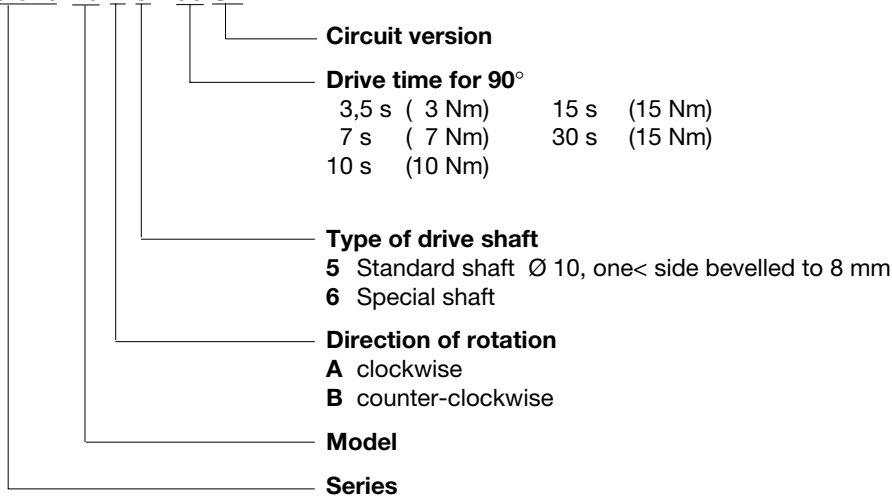 Circuit version
Drive time for 90°
3,5 s ( 3 Nm) 15 s (15 Nm)
7 s ( 7 Nm) 30 s (15 Nm)
10 s (10 Nm)
Type of drive shaft
5 Standard shaft Ø 10, one< side bevelled to 8 mm
6 Special shaft
Direction of rotation
A clockwise
B counter-clockwise
Model
Series